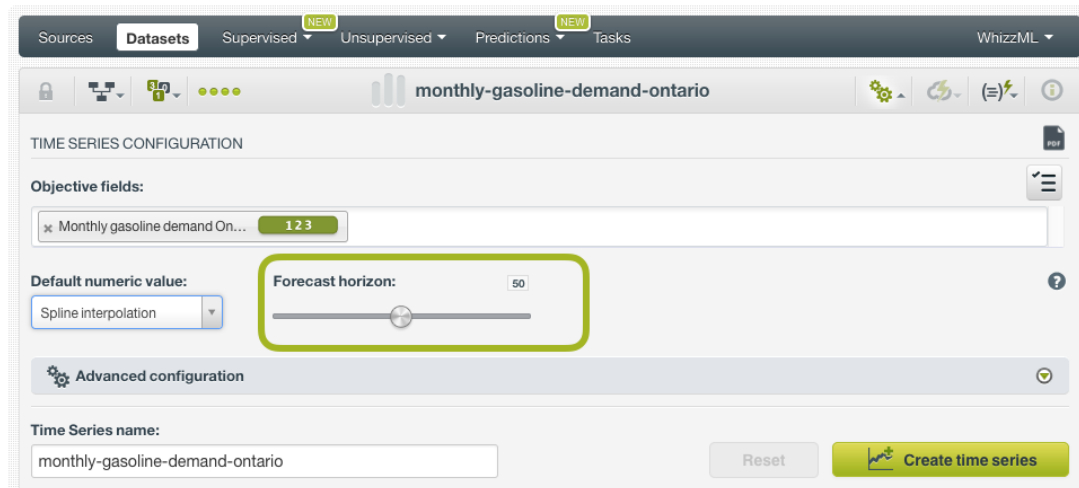 NEW NEW
Sources Datasets Supervised Unsupervised Predictions Tasks WhizzML
monthly-gasoline-demand-ontario
TIME SERIES CONFIGURATION
PDF
Objective fields:
Monthly gasoline demand On... 123
Default numeric value: Forecast horizon: 50
Spline interpolation
Advanced configuration
Time Series name:
monthly-gasoline-demand-ontario Reset Create time series